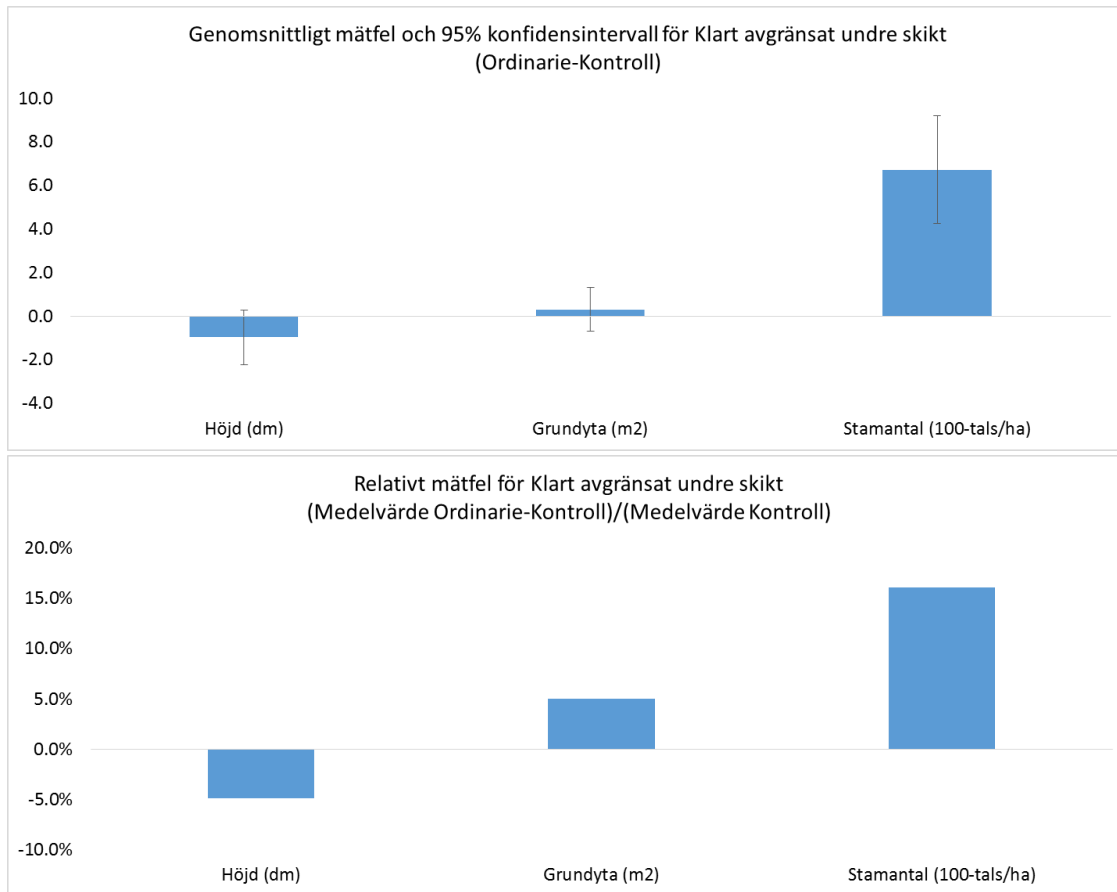 Genomsnittligt mätfel och 95% konfidensintervall för Klart avgränsat undre skikt
(Ordinarie-Kontroll)
10.0
8.0
6.0
4.0
2.0
0.0
-2.0
-4.0
Höjd (dm)
Grundyta (m2)
Stamantal (100-tals/ha)
Relativt mätfel för Klart avgränsat undre skikt
(Medelvärde Ordinarie-Kontroll)/(Medelvärde Kontroll)
20.0%
15.0%
10.0%
5.0%
0.0%
-5.0%
-10.0%
Höjd (dm)
Grundyta (m2)
Stamantal (100-tals/ha)